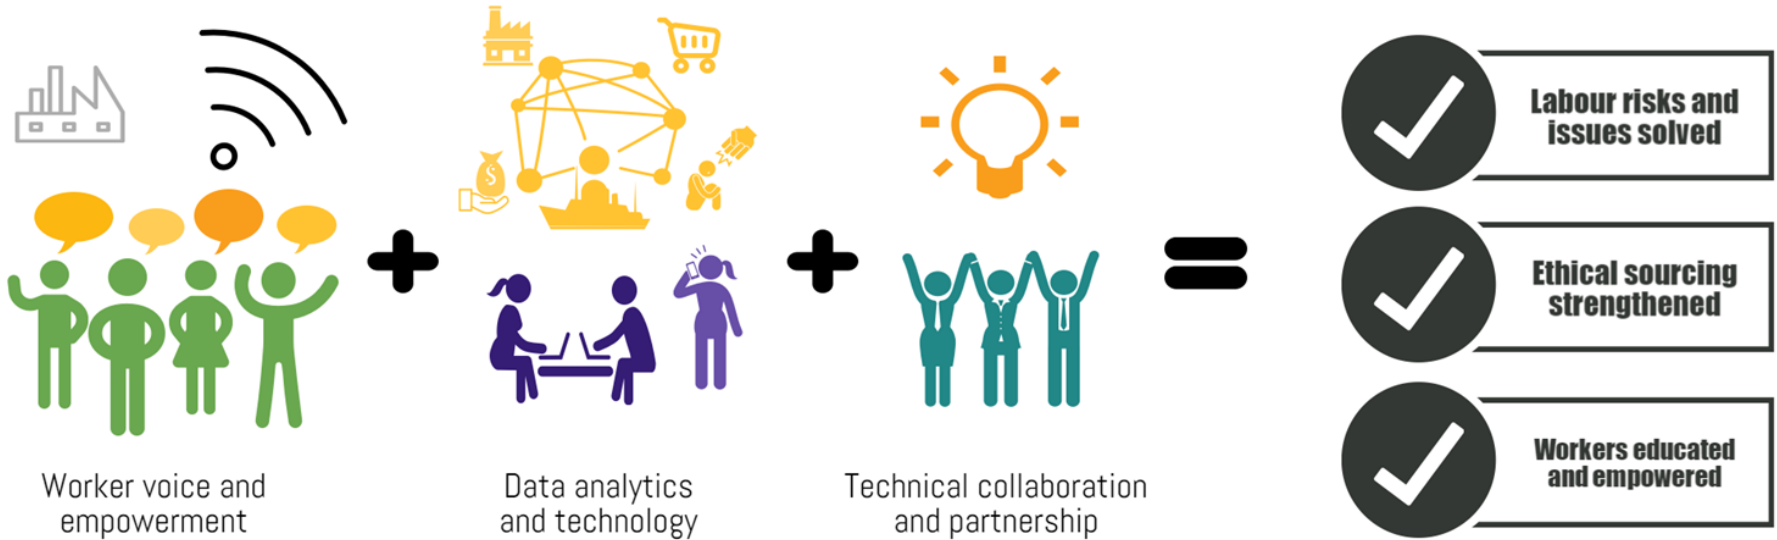 Worker voice and
empowerment
Data analytics
and technology
Technical collaboration
and partnership
Labour risks and
issues solved
Ethical sourcing
strengthened
Workers educated
and empowered